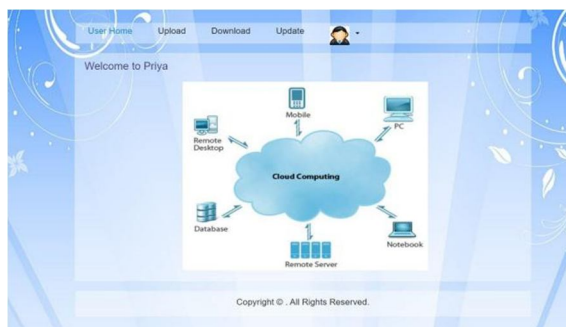 User Home Upload Download Update
Welcome to Priya
Mobile
PC
Remote
Desktop
Cloud Computing
Database
Notebook
Remote Server
Copyright © . All Rights Reserved.